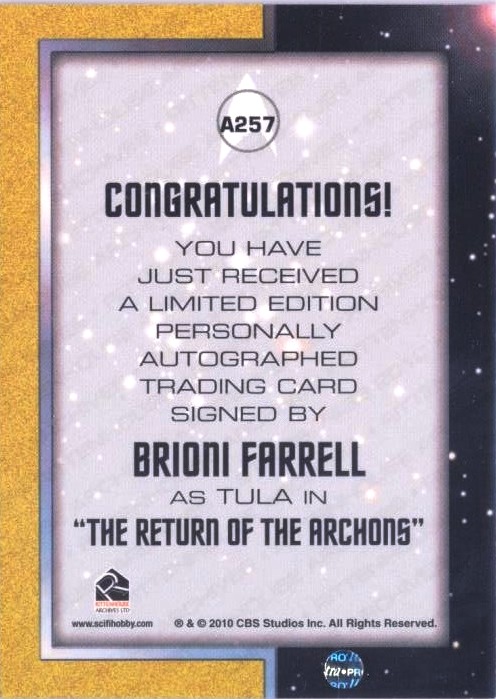 A257
CONGRATULATIONS!
YOU HAVE
JUST RECEIVED
A LIMITED EDITION
PERSONALLY
AUTOGRAPHED
TRADING CARD
SIGNED BY
BRIONI FARRELL
AS TULA IN
“THE RETURN OF THE ARCHONS”
RITTENHOUSE
ARCHIVES LTD
www.scifihobby.com ® & © 2010 CBS Studios Inc. All Rights Reserved.